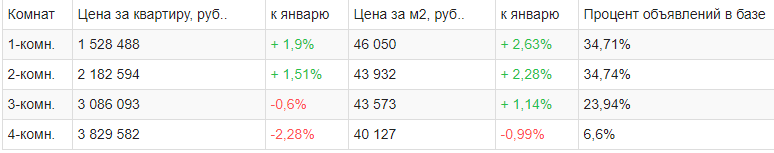 Комнат Цена за квартиру, руб.. к январю Цена за м2, руб.. к январю Процент объявлений в базе
1-комн. 1 528 488 + 1,9% 46 050 + 2,63% 34,71%
2-комн. 2 182 594 + 1,51% 43 932 + 2,28% 34,74%
3-комн. 3 086 093 -0,6% 43 573 + 1,14% 23,94%
4-комн. 3 829 582 -2,28% 40 127 -0,99% 6,6%